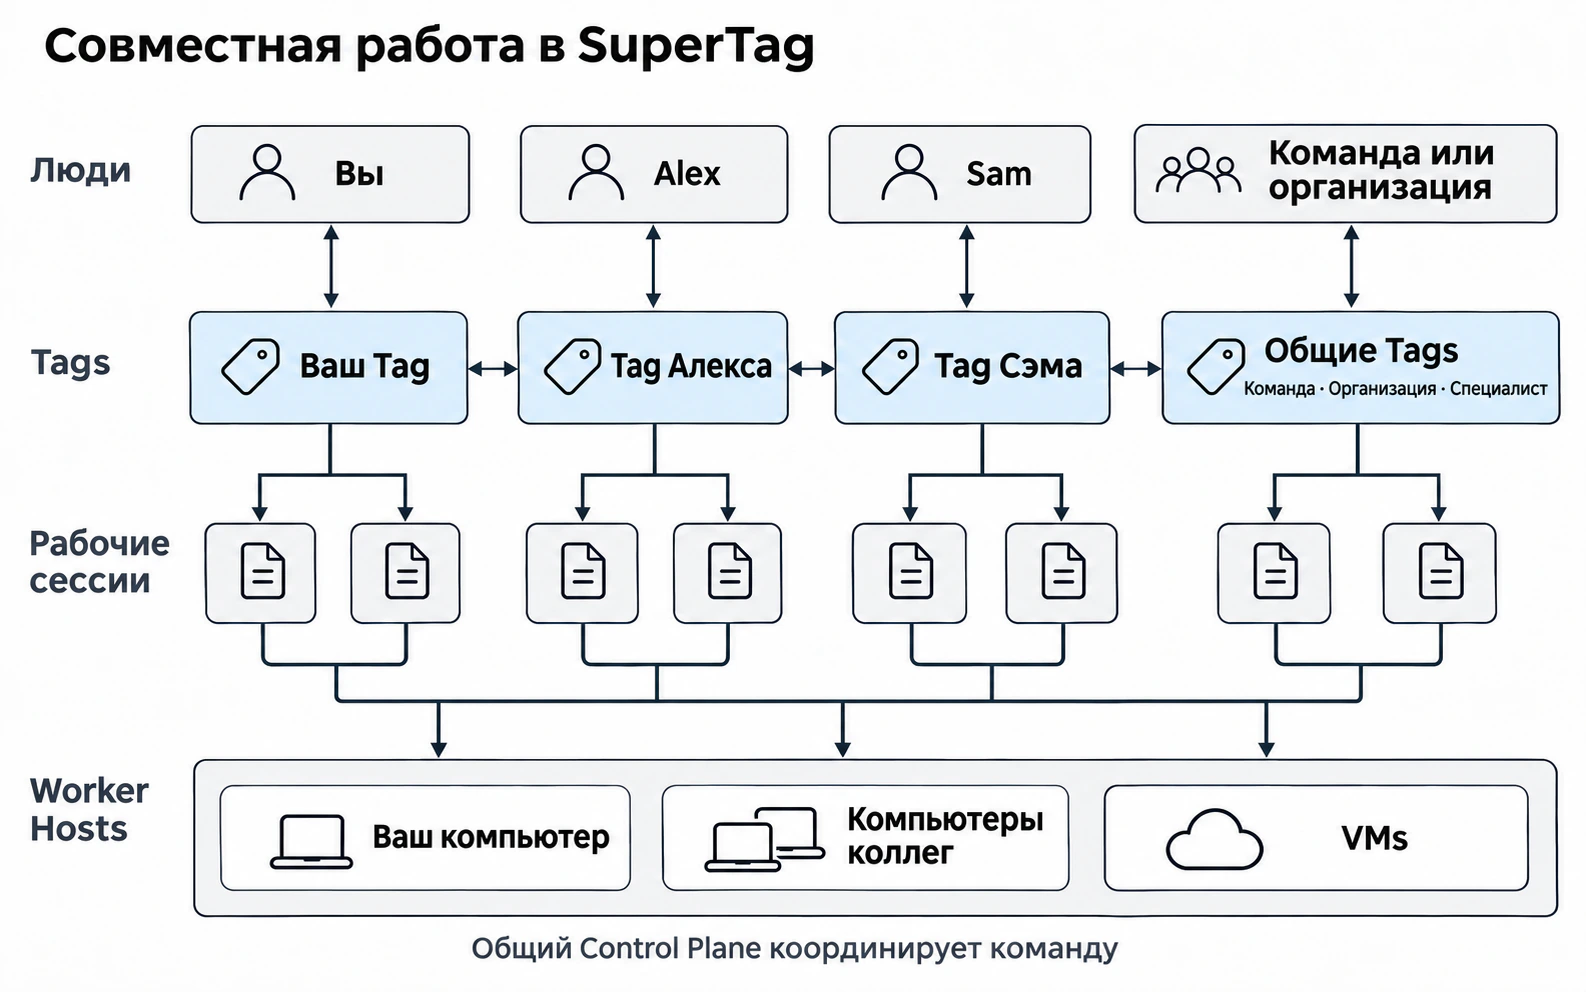 Совместная работа в SuperTag
Люди
Вы
Alex
Sam
Команда или
организация
Tags
Ваш Tag
Tag Алекса
Tag Сэма
Общие Tags
Команда · Организация · Специалист
Рабочие
сессии
Worker
Hosts
Ваш компьютер
Компьютеры
коллег
VMs
Общий Control Plane координирует команду